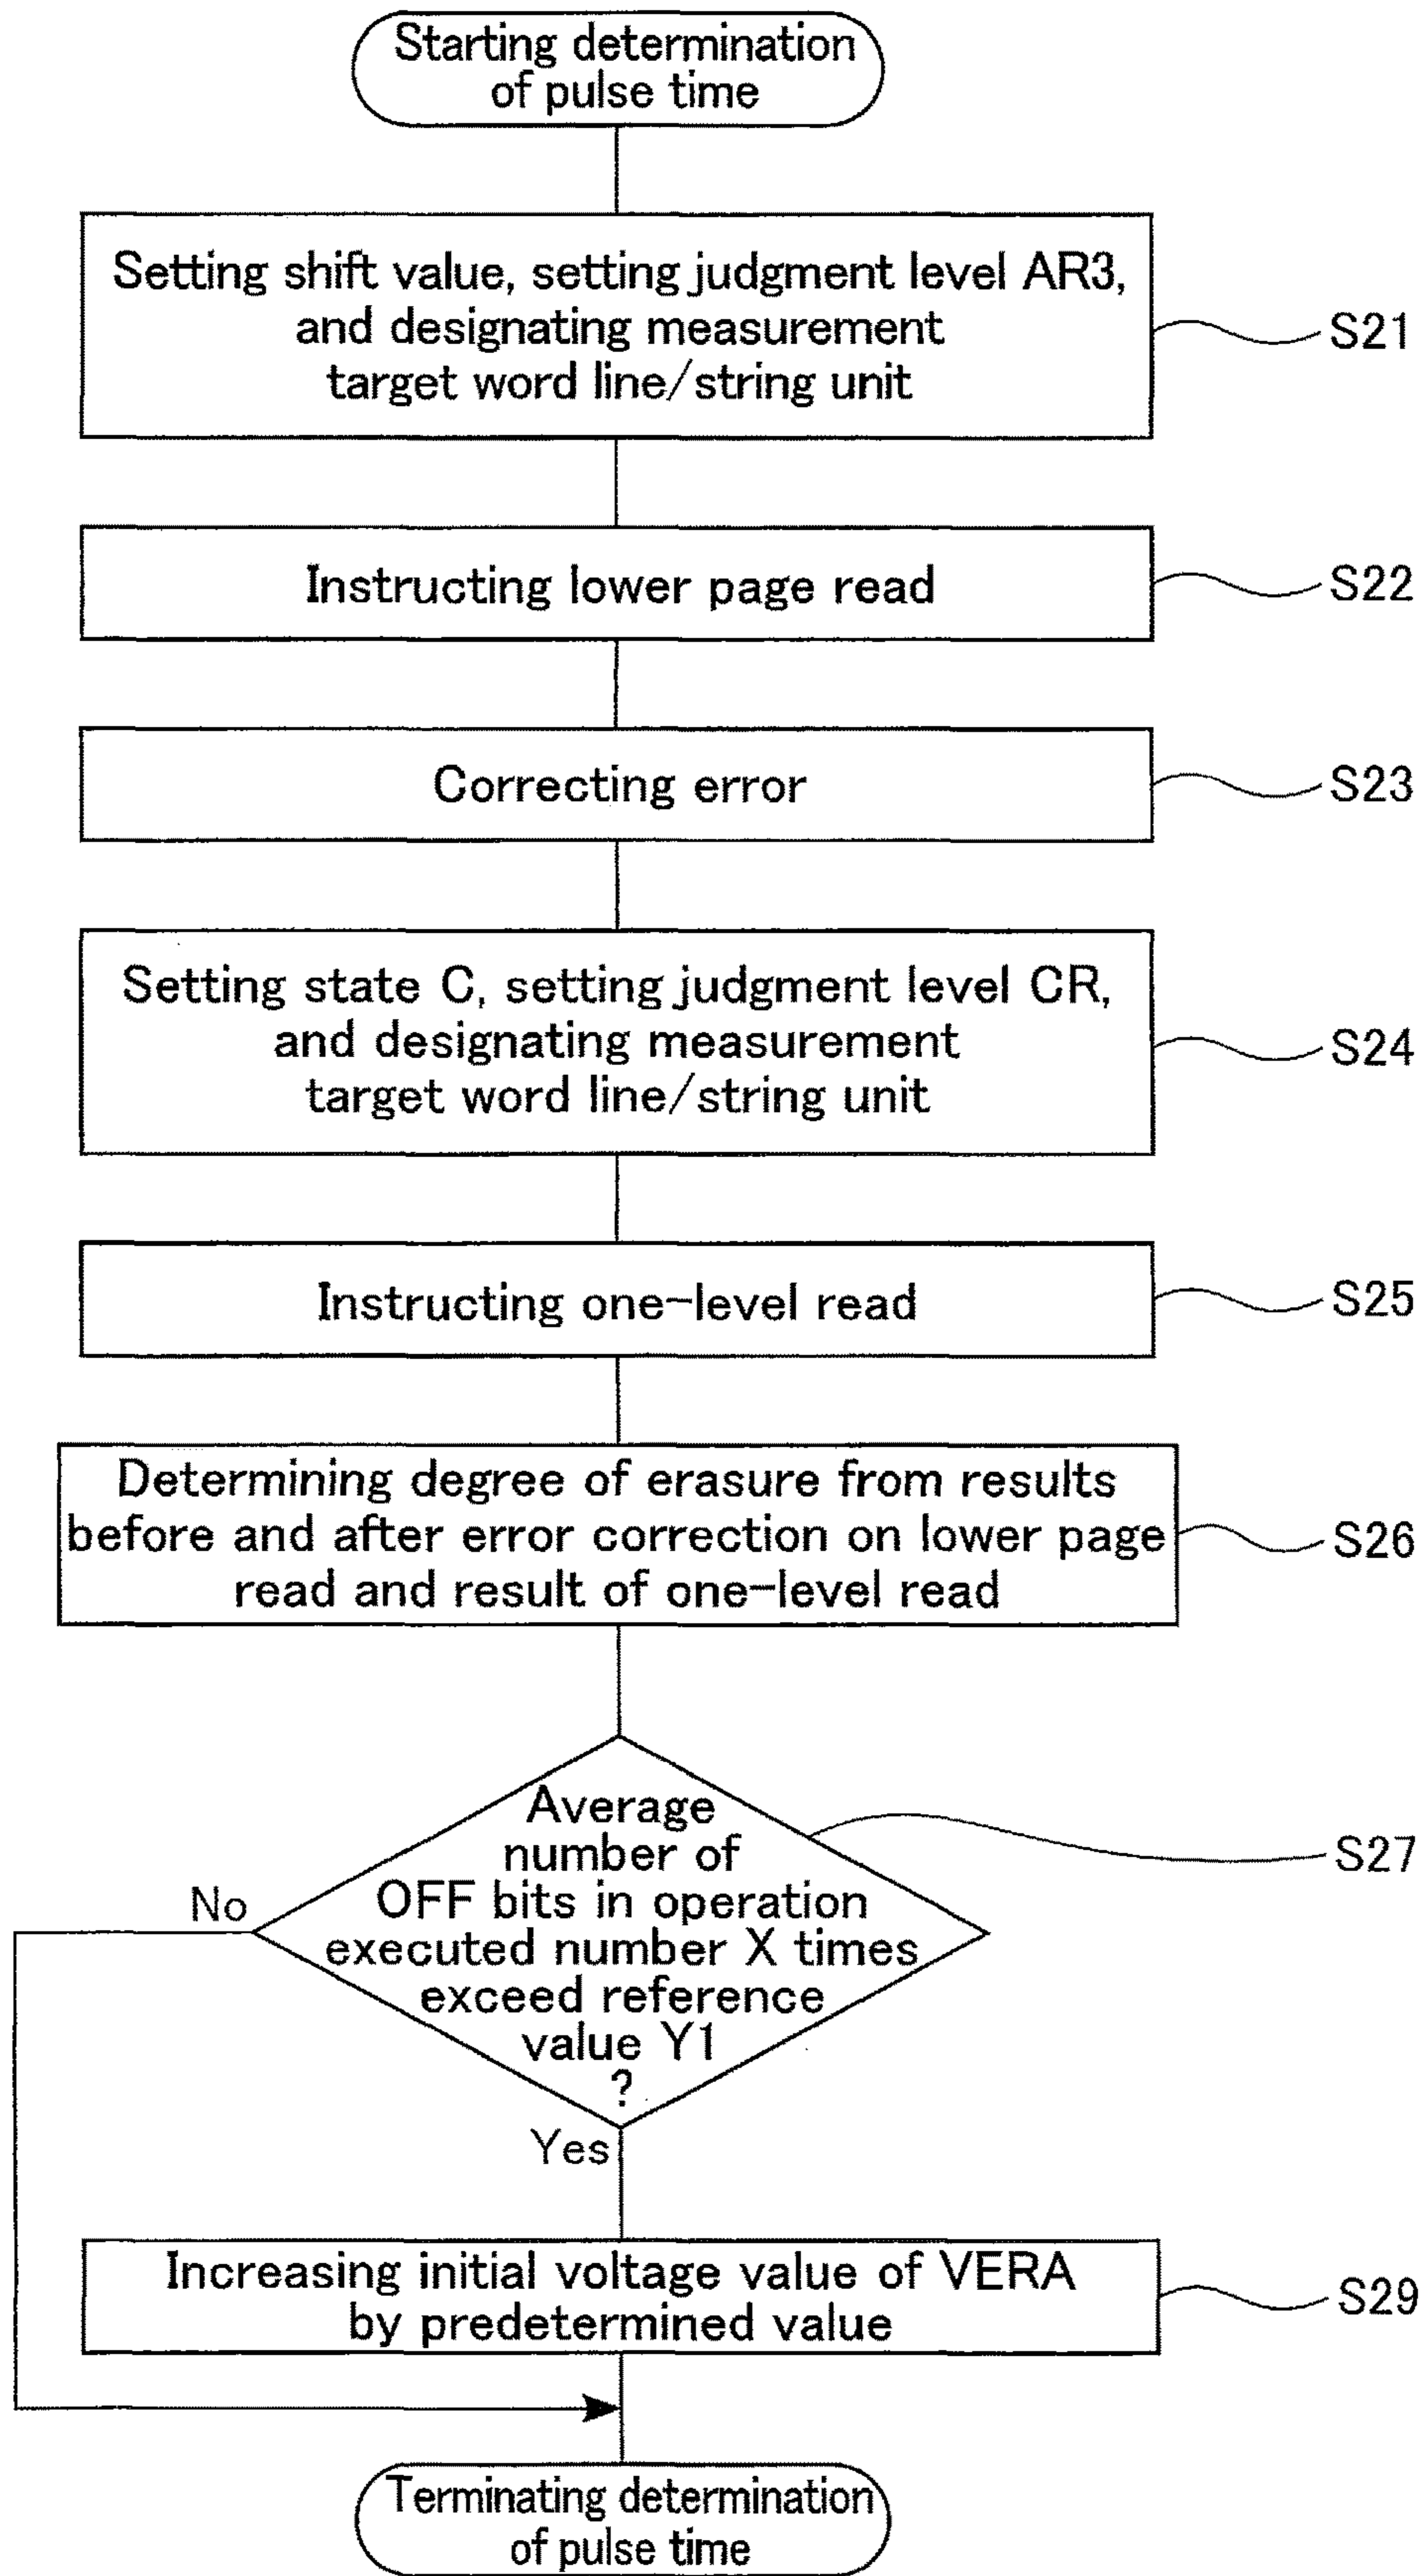 Starting determination
of pulse time
Setting shift value, setting judgment level AR3,
and designating measurement
target word line/string unit
S21
Instructing lower page read
S22
Correcting error
S23
Setting state C, setting judgment level CR,
and designating measurement
target word line/string unit
S24
Instructing one-level read
S25
Determining degree of erasure from results
before and after error correction on lower page
read and result of one-level read
S26
Average
number of
OFF bits in operation
executed number X times
exceed reference
value Y1
?
S27
No
Yes
Increasing initial voltage value of VERA
by predetermined value
S29
Terminating determination
of pulse time